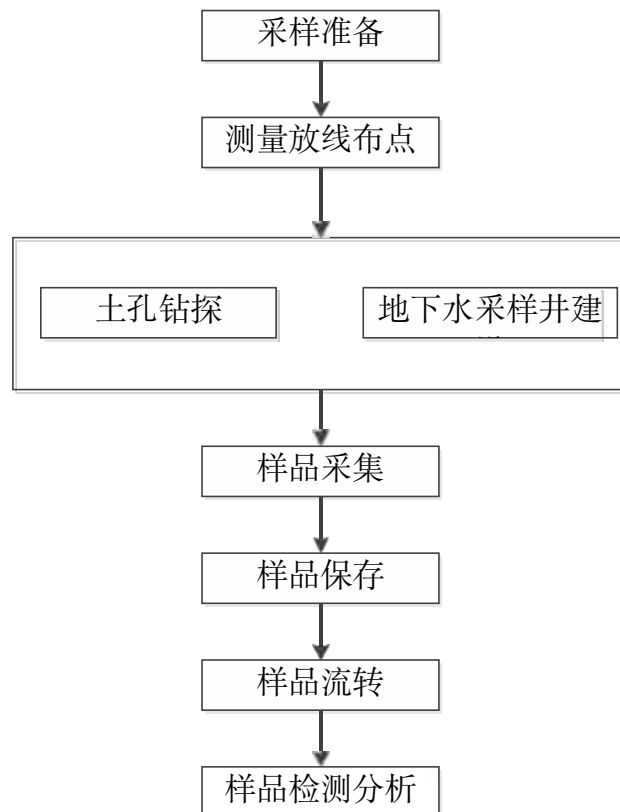 采样准备
测量放线布点
土孔钻探
地下水采样井建
样品采集
样品保存
样品流转
样品检测分析